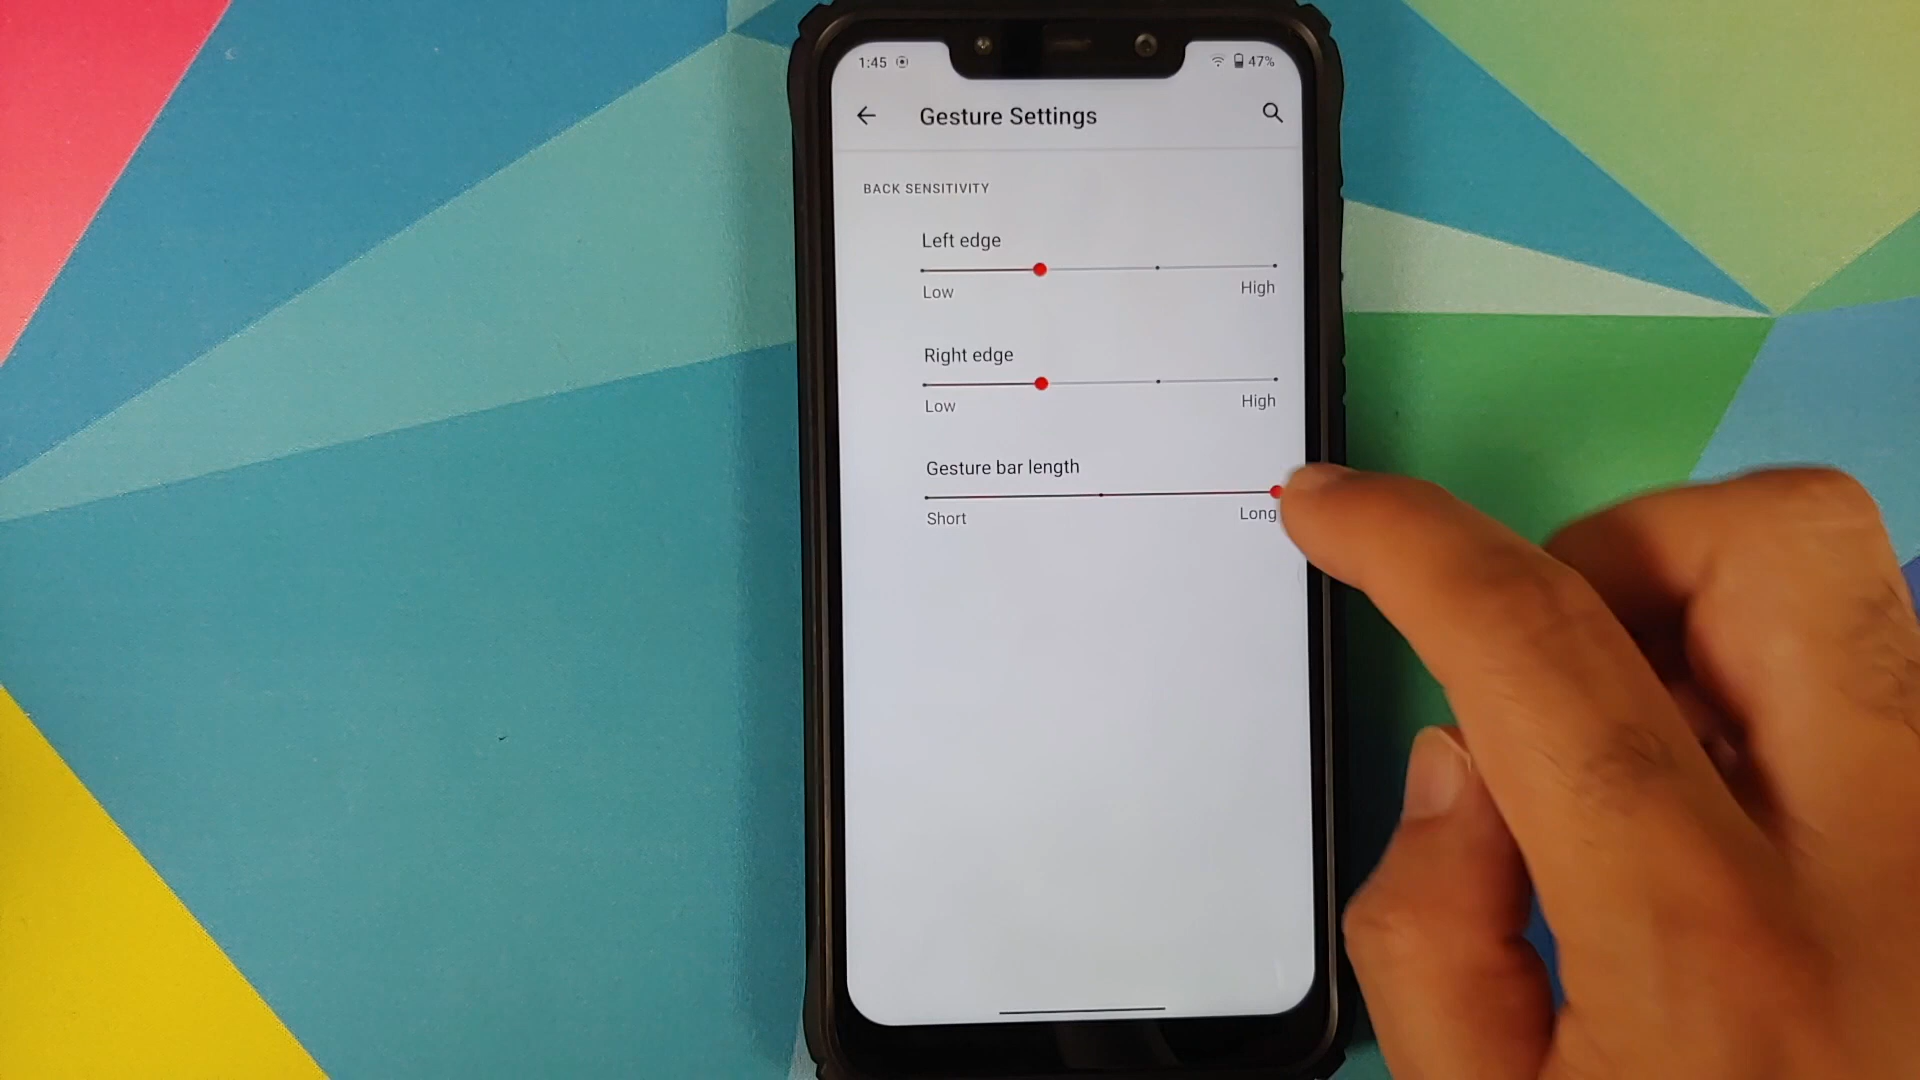 1:45 47%
Gesture Settings
BACK SENSITIVITY
Left edge
Low High
Right edge
Low High
Gesture bar length
Short Long